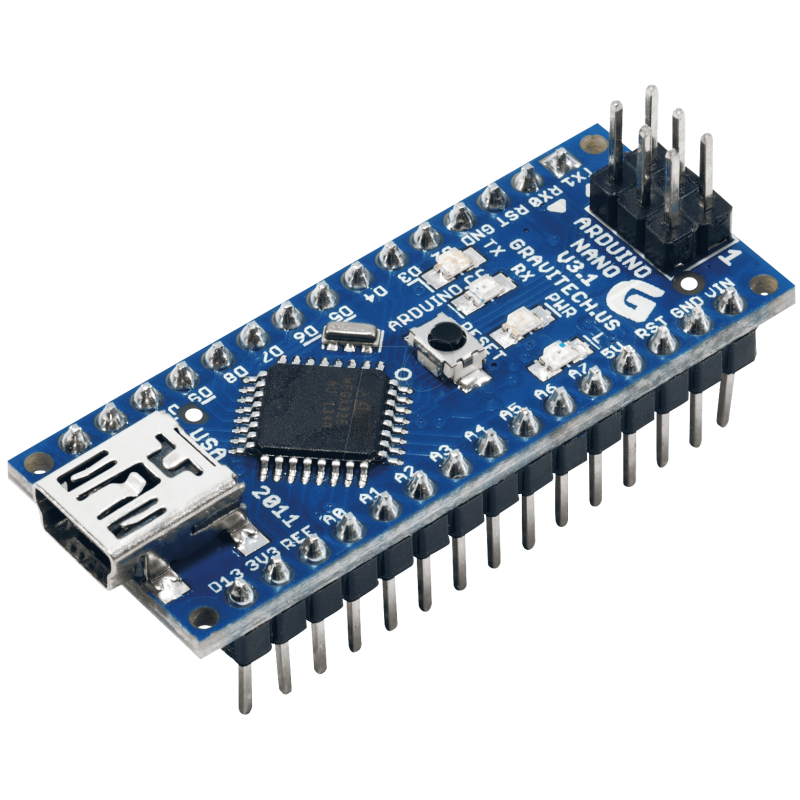 TX1
RX0
RST
GND
D3
D4
D5
D6
D7
D8
D9
ARDUINO
NANO
V3.1
GRAVITECH.US
G
1
TX
RX
PWR
L
ARDUINO.CC
RESET
USA
2011
D13
3V3
REF
A0
A1
A2
A3
A4
A5
A6
A7
5V
RST
GND
VIN